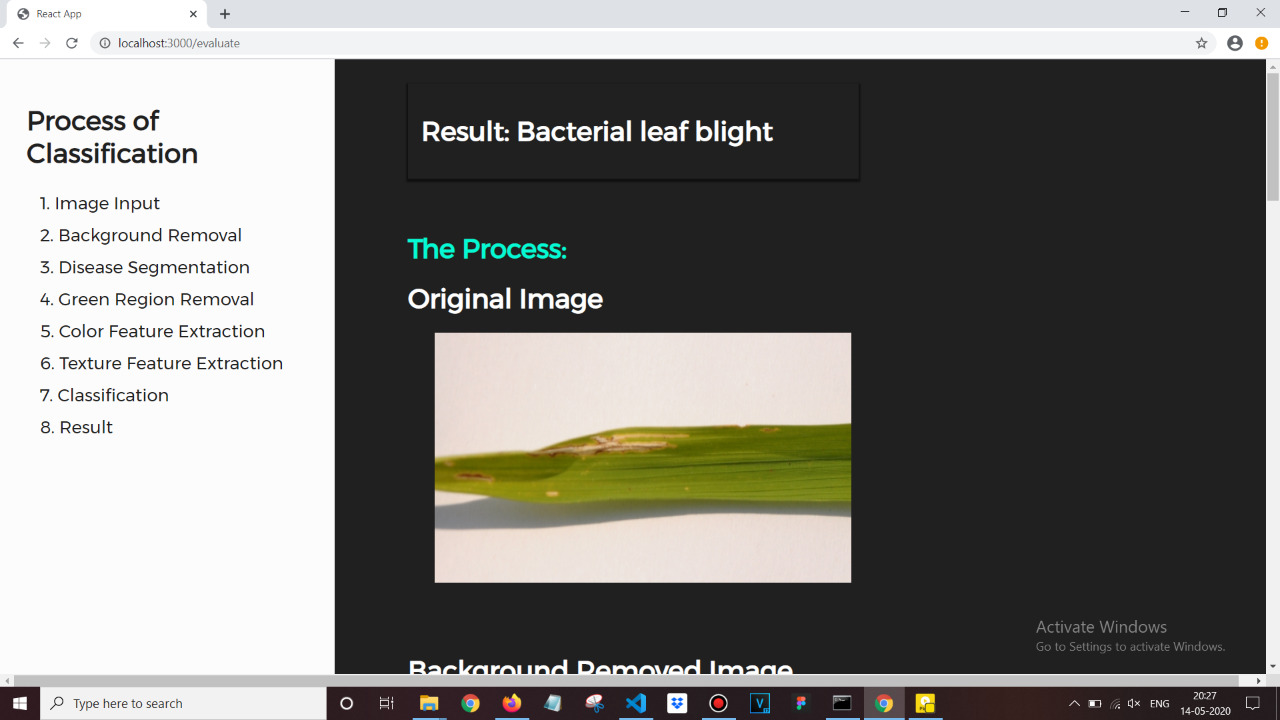 React App
localhost:3000/evaluate
Process of
Classification
1. Image Input
2. Background Removal
3. Disease Segmentation
4. Green Region Removal
5. Color Feature Extraction
6. Texture Feature Extraction
7. Classification
8. Result
Result: Bacterial leaf blight
The Process:
Original Image
Background Removed Image
Activate Windows
Go to Settings to activate Windows.
Type here to search
ENG
20:27
14-05-2020